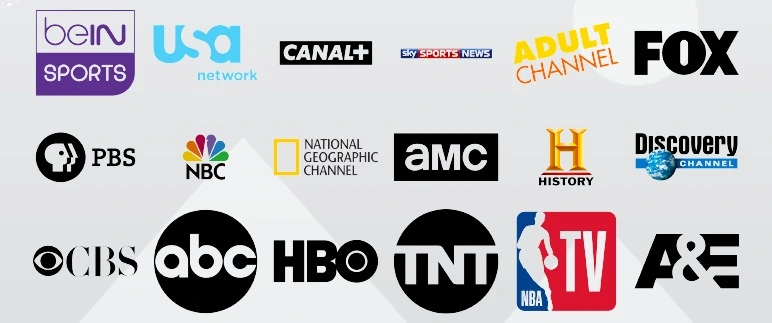 beIN
SPORTS
usa
network
CANAL+
sky SPORTS NEWS
ADULT
CHANNEL
FOX
PBS
NBC
NATIONAL
GEOGRAPHIC
CHANNEL
aMC
H
HISTORY
Discovery
CHANNEL
CBS
abc
HBO
TNT
NBA
TV
A&E